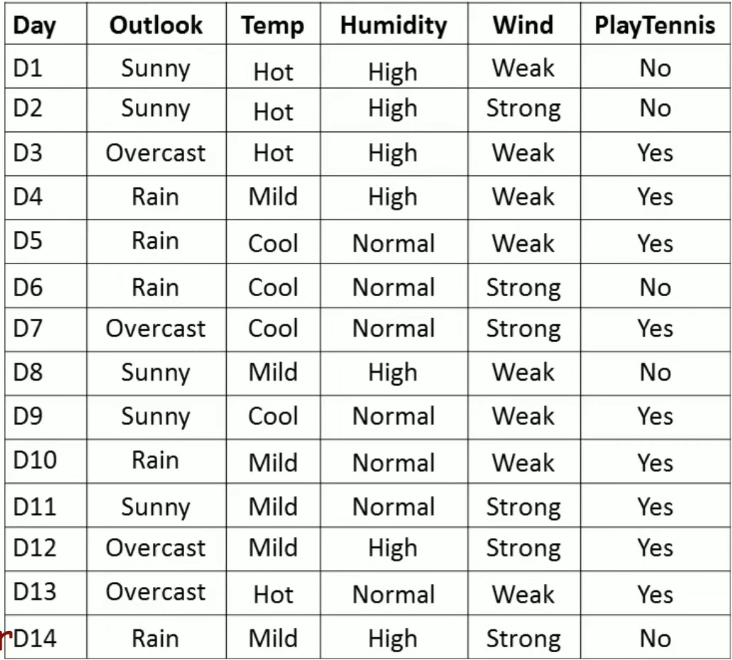 Day Outlook Temp Humidity Wind PlayTennis
D1 Sunny Hot High Weak No
D2 Sunny Hot High Strong No
D3 Overcast Hot High Weak Yes
D4 Rain Mild High Weak Yes
D5 Rain Cool Normal Weak Yes
D6 Rain Cool Normal Strong No
D7 Overcast Cool Normal Strong Yes
D8 Sunny Mild High Weak No
D9 Sunny Cool Normal Weak Yes
D10 Rain Mild Normal Weak Yes
D11 Sunny Mild Normal Strong Yes
D12 Overcast Mild High Strong Yes
D13 Overcast Hot Normal Weak Yes
r D14 Rain Mild High Strong No